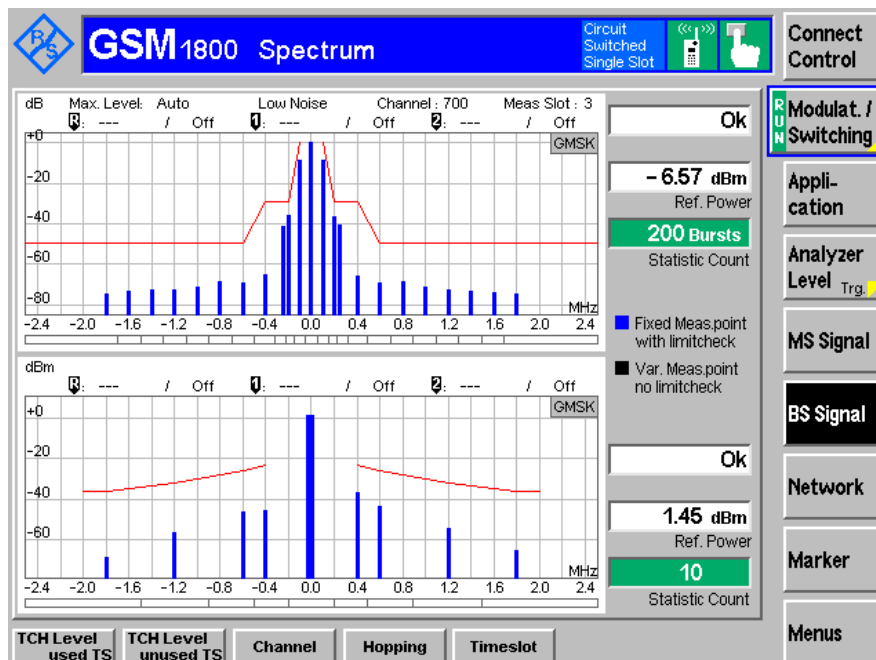 R/S
GSM 1800 Spectrum
Circuit
Switched
Single Slot
Connect
Control
dB Max. Level: Auto Low Noise Channel : 700 Meas Slot : 3
R: --- / Off 1: --- / Off 2: --- / Off
GMSK
+0
-20
-40
-60
-80
MHz
-2.4 -2.0 -1.6 -1.2 -0.8 -0.4 0.0 0.4 0.8 1.2 1.6 2.0 2.4
Ok
- 6.57 dBm
Ref. Power
200 Bursts
Statistic Count
Fixed Meas.point
with limitcheck
Var. Meas.point
no limitcheck
dBm
R: --- / Off 1: --- / Off 2: --- / Off
GMSK
+0
-20
-40
-60
MHz
-2.4 -2.0 -1.6 -1.2 -0.8 -0.4 0.0 0.4 0.8 1.2 1.6 2.0 2.4
Ok
1.45 dBm
Ref. Power
10
Statistic Count
RUN
Modulat. /
Switching
Appli-
cation
Analyzer
Level Trg.
MS Signal
BS Signal
Network
Marker
Menus
TCH Level
used TS
TCH Level
unused TS
Channel
Hopping
Timeslot